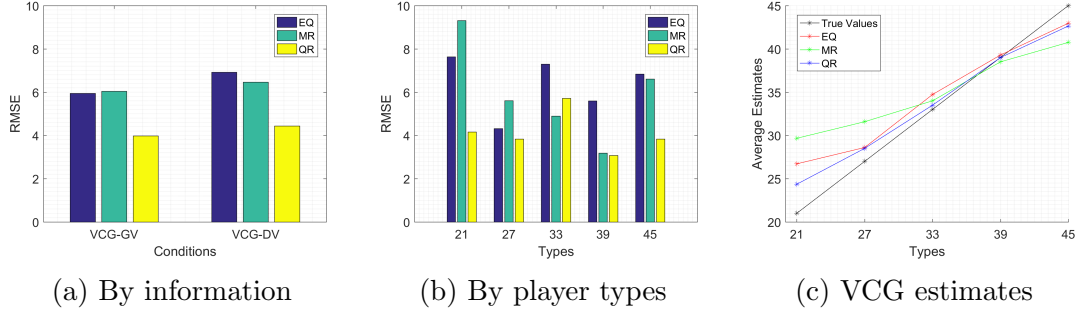 10
8
6
4
2
0
RMSE
EQ
MR
QR
VCG-GV
VCG-DV
Conditions
(a) By information
10
8
6
4
2
0
RMSE
EQ
MR
QR
21
27
33
39
45
Types
(b) By player types
45
40
35
30
25
20
Average Estimates
True Values
EQ
MR
QR
21
27
33
39
45
Types
(c) VCG estimates